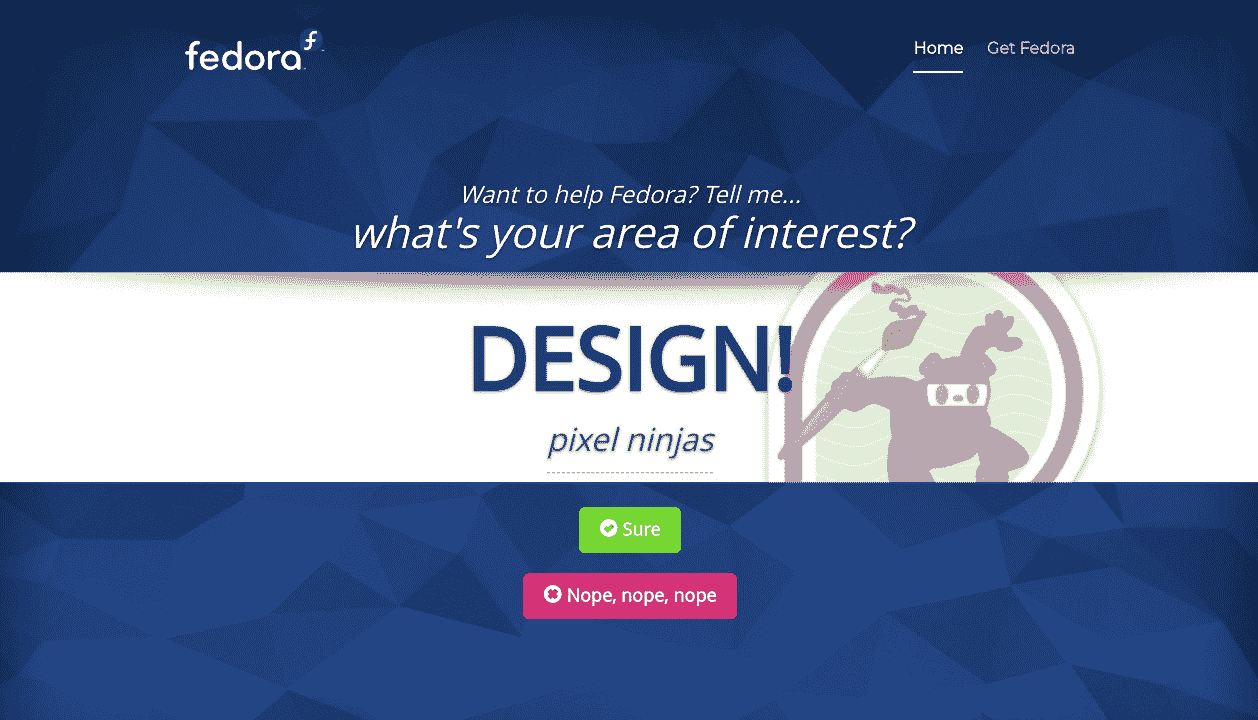 fedora
Home
Get Fedora
Want to help Fedora? Tell me...
what's your area of interest?
DESIGN!
pixel ninjas
Sure
Nope, nope, nope